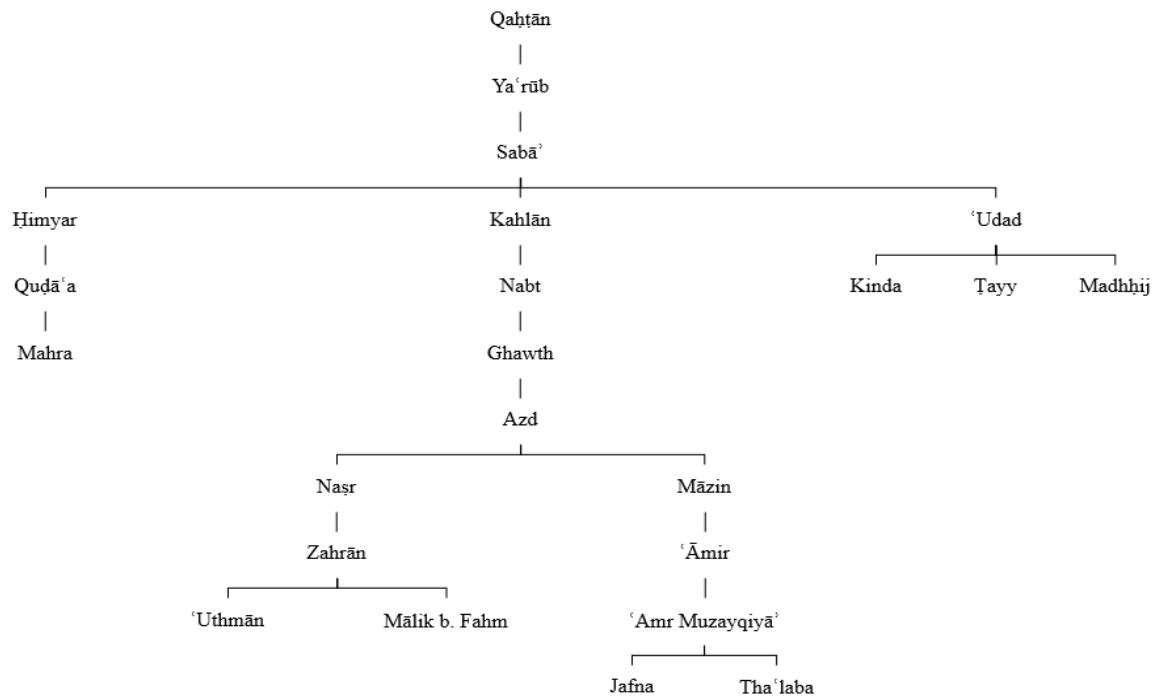 Qaḥṭān
Yaʿrūb
Sabāʾ
Ḥimyar Kahlān ʿUdad
Quḍāʿa Nabt Kinda Ṭayy Madhḥij
Mahra Ghawth
Azd
Naṣr Māzin
Zahrān ʿĀmir
ʿUthmān Mālik b. Fahm ʿAmr Muzayqiyāʾ
Jafna Thaʿlaba